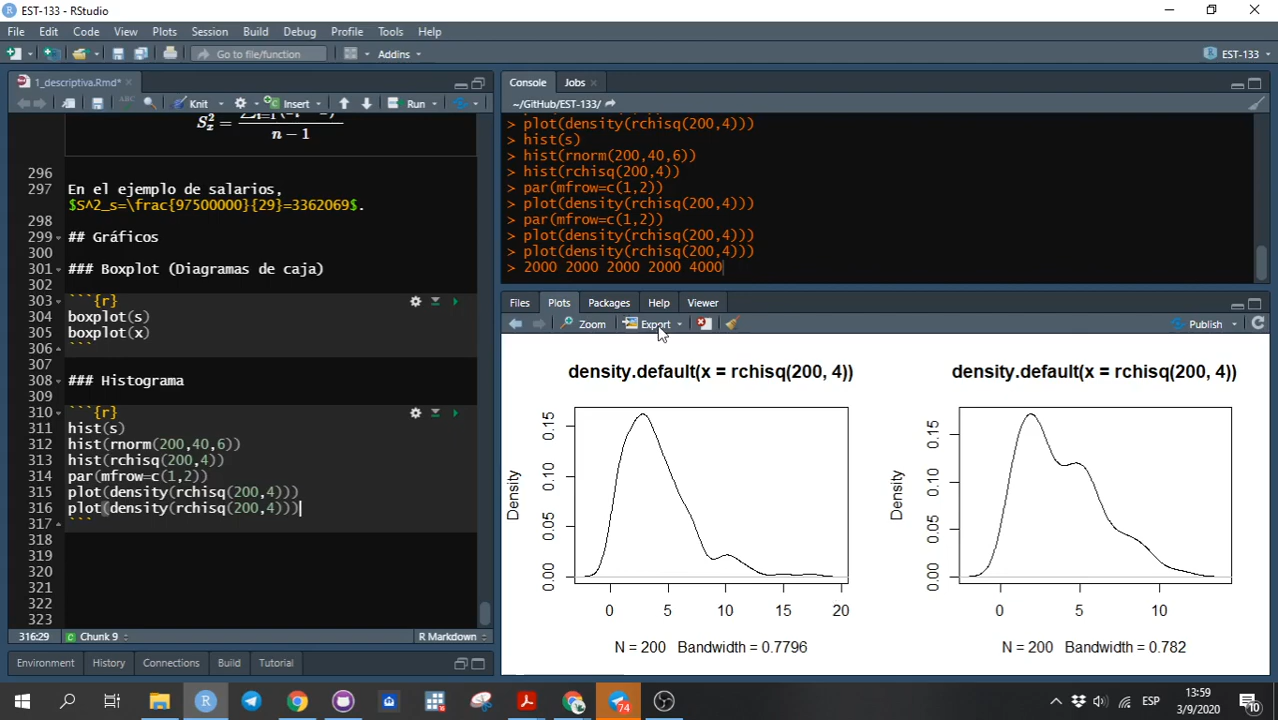 EST-133 - RStudio
File Edit Code View Plots Session Build Debug Profile Tools Help
Go to file/function Addins EST-133
1_descriptiva.Rmd*
ABC Knit Insert Run
n − 1
296
297 En el ejemplo de salarios,
$S^2_s=\frac{97500000}{29}=3362069$.
298
299 ## Gráficos
300
301 ### Boxplot (Diagramas de caja)
302
303 ```{r}
304 boxplot(s)
305 boxplot(x)
306 ```
307
308 ### Histograma
309
310 ```{r}
311 hist(s)
312 hist(rnorm(200,40,6))
313 hist(rchisq(200,4))
314 par(mfrow=c(1,2))
315 plot(density(rchisq(200,4)))
316 plot(density(rchisq(200,4)))
317 ```
318
319
320
321
322
323
316:29 Chunk 9 R Markdown
Environment History Connections Build Tutorial
Console Jobs
~/GitHub/EST-133/
> plot(density(rchisq(200,4)))
> hist(s)
> hist(rnorm(200,40,6))
> hist(rchisq(200,4))
> par(mfrow=c(1,2))
> plot(density(rchisq(200,4)))
> par(mfrow=c(1,2))
> plot(density(rchisq(200,4)))
> plot(density(rchisq(200,4)))
> 2000 2000 2000 2000 4000
Files Plots Packages Help Viewer
Zoom Export Publish
density.default(x = rchisq(200, 4))
Density
0.15
0.10
0.05
0.00
0 5 10 15 20
N = 200 Bandwidth = 0.7796
density.default(x = rchisq(200, 4))
Density
0.15
0.10
0.05
0.00
0 5 10
N = 200 Bandwidth = 0.782
74
ESP
13:59
3/9/2020
10